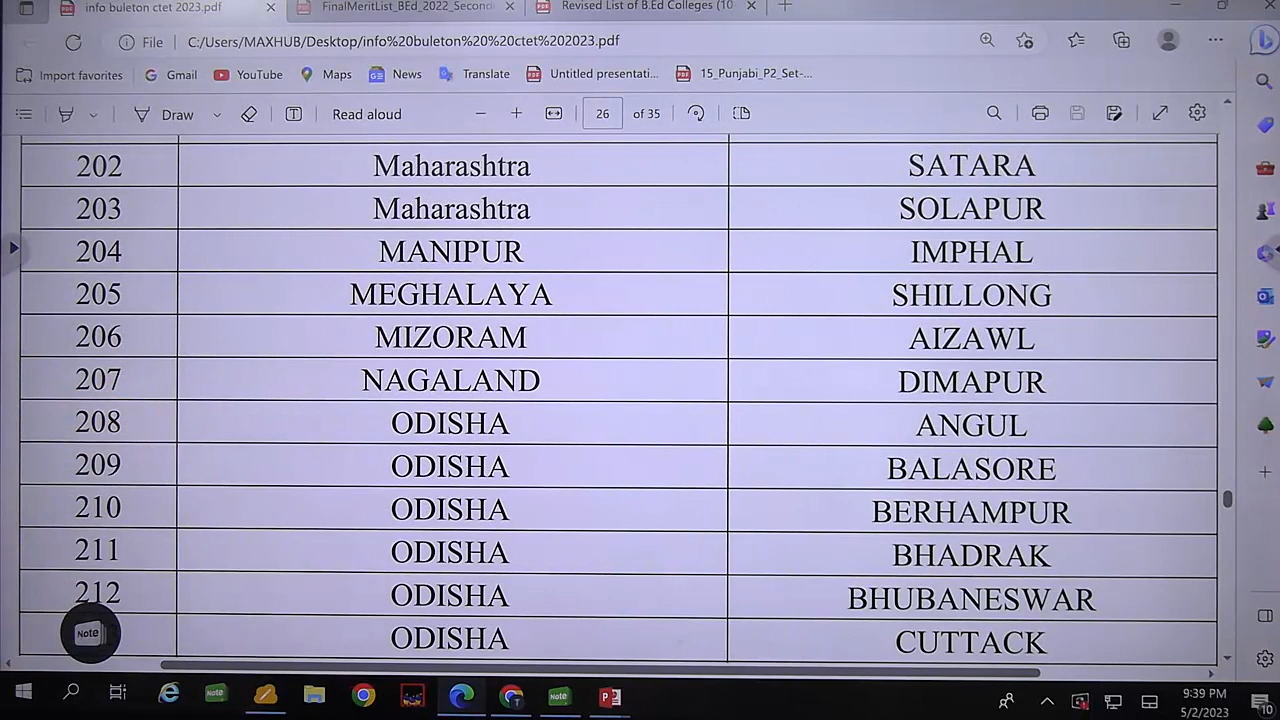 info buleton ctet 2023.pdf
FinalMeritList_BEd_2022_Second
Revised List of B.Ed Colleges (10
File
C:/Users/MAXHUB/Desktop/info%20buleton%20%20ctet%202023.pdf
Import favorites
Gmail
YouTube
Maps
News
Translate
Untitled presentati...
15_Punjabi_P2_Set-...
Draw
Read aloud
26 of 35
202 Maharashtra SATARA
203 Maharashtra SOLAPUR
204 MANIPUR IMPHAL
205 MEGHALAYA SHILLONG
206 MIZORAM AIZAWL
207 NAGALAND DIMAPUR
208 ODISHA ANGUL
209 ODISHA BALASORE
210 ODISHA BERHAMPUR
211 ODISHA BHADRAK
212 ODISHA BHUBANESWAR
ODISHA CUTTACK
Note
Note
Note
9:39 PM
5/2/2023
10